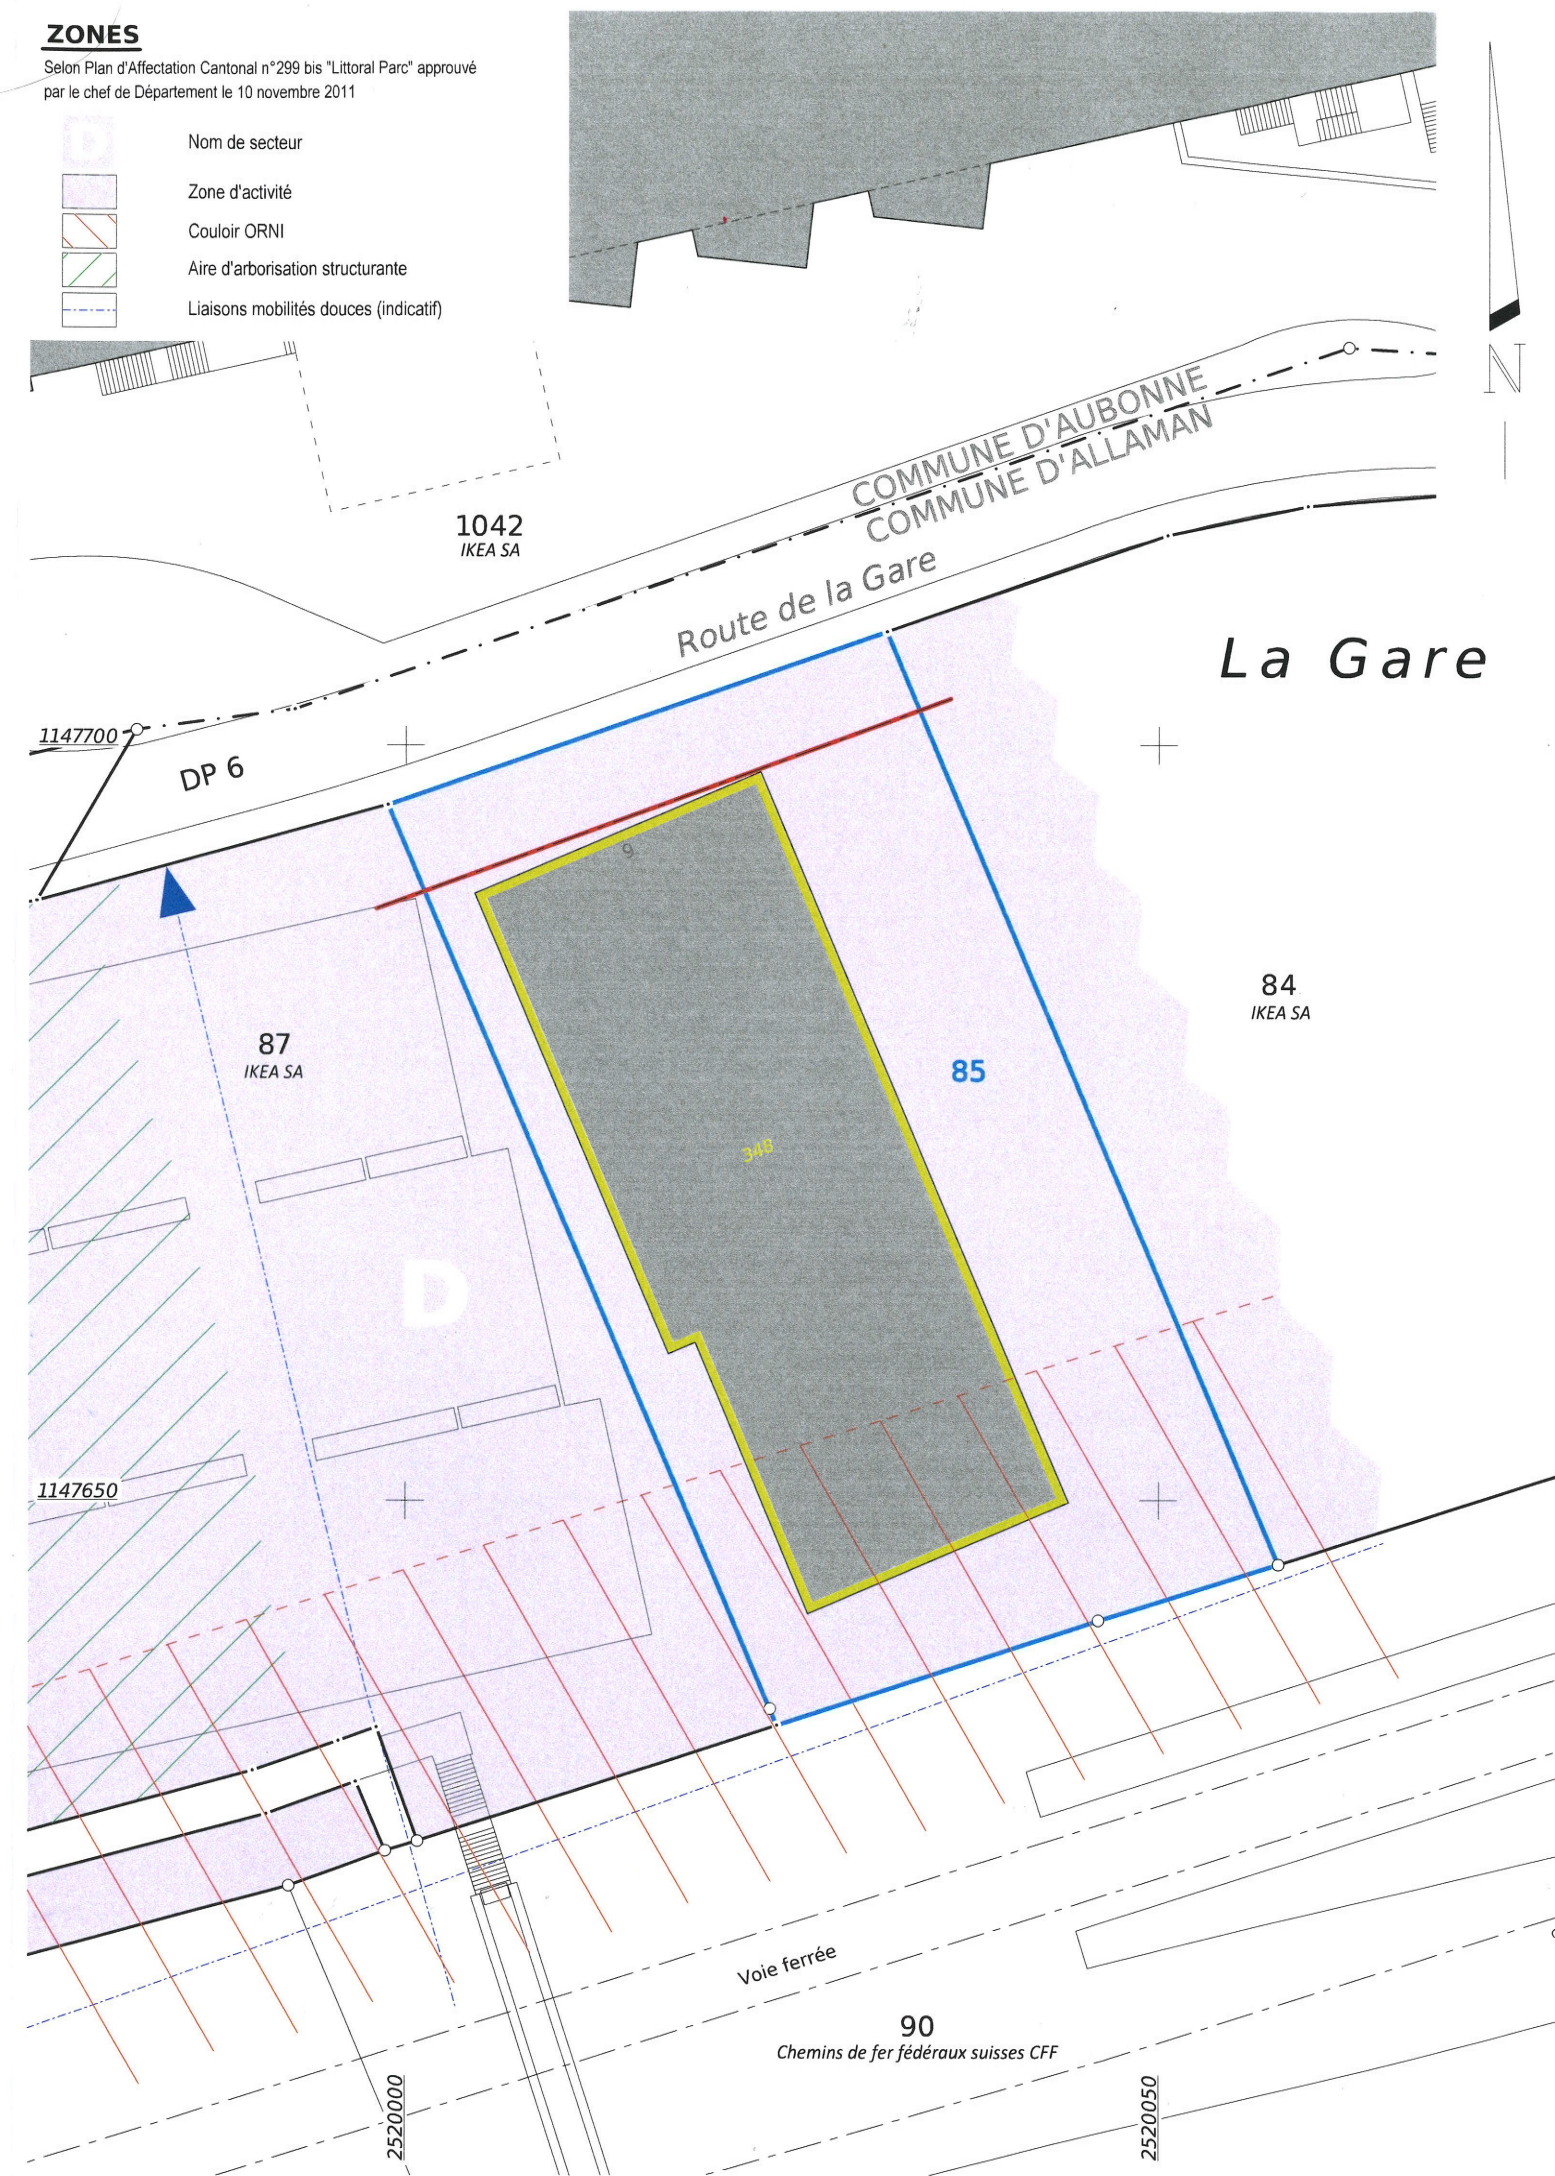 ZONES
Selon Plan d'Affectation Cantonal n°299 bis "Littoral Parc" approuvé
par le chef de Département le 10 novembre 2011
D
Nom de secteur
Zone d'activité
Couloir ORNI
Aire d'arborisation structurante
Liaisons mobilités douces (indicatif)
N
COMMUNE D'AUBONNE
COMMUNE D'ALLAMAN
1042
IKEA SA
Route de la Gare
La Gare
1147700
DP 6
9
84
IKEA SA
87
IKEA SA
85
348
D
1147650
Voie ferrée
90
Chemins de fer fédéraux suisses CFF
2520000
2520050